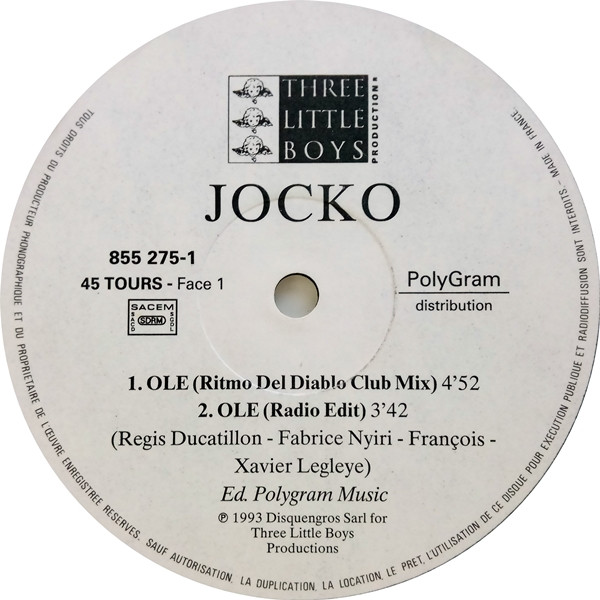 THREE
LITTLE
BOYS
PRODUCTIONS
JOCKO
855 275-1
45 TOURS - Face 1
SACEM
SACD
SDRM
SGDL
PolyGram
distribution
1. OLE (Ritmo Del Diablo Club Mix) 4'52
2. OLE (Radio Edit) 3'42
(Regis Ducatillon - Fabrice Nyiri - François -
Xavier Legleye)
Ed. Polygram Music
℗ 1993 Disquengros Sarl for
Three Little Boys
Productions
TOUS DROITS DU PRODUCTEUR PHONOGRAPHIQUE ET DU PROPRIETAIRE DE L'ŒUVRE ENREGISTREE RESERVES. SAUF AUTORISATION, LA DUPLICATION, LA LOCATION, LE PRET, L'UTILISATION DE CE DISQUE POUR EXECUTION PUBLIQUE ET RADIODIFFUSION SONT INTERDITS - MADE IN FRANCE.